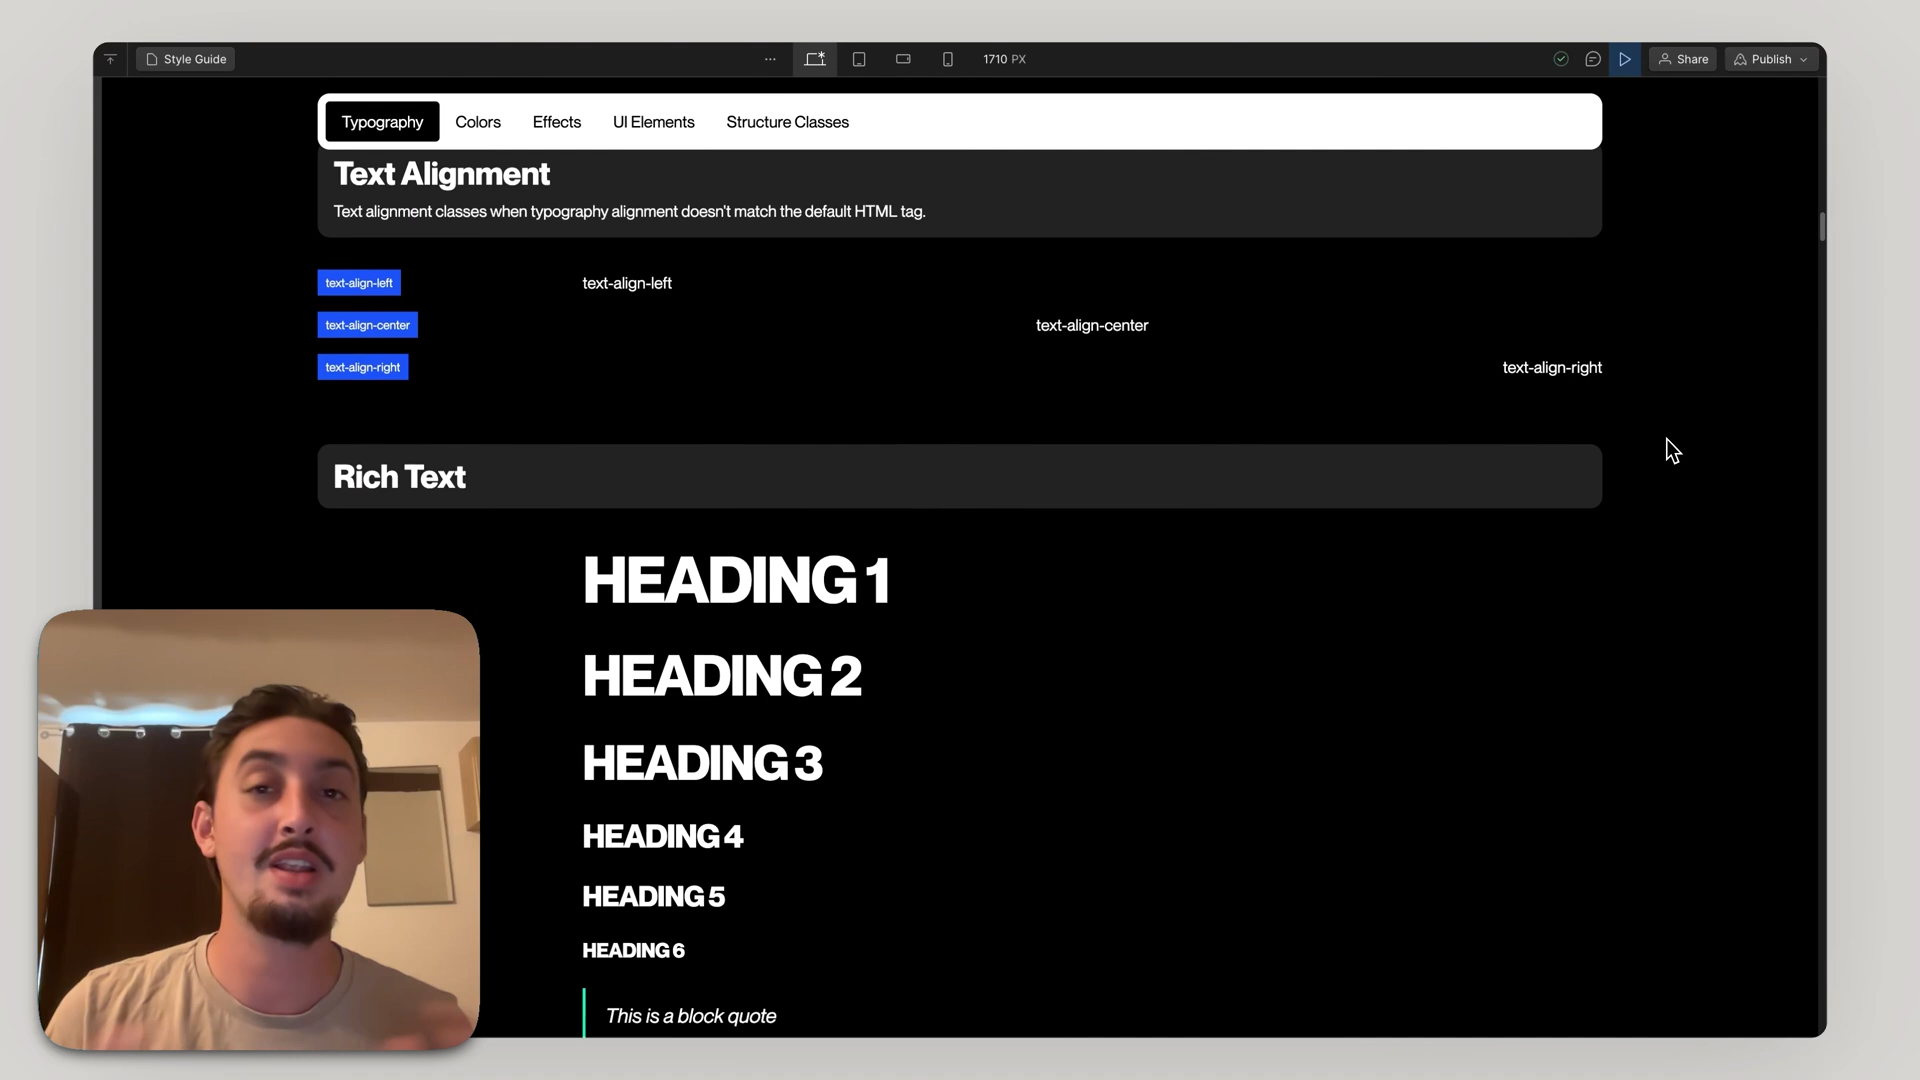 Style Guide
1710 PX
Share
Publish
Typography
Colors
Effects
UI Elements
Structure Classes
Text Alignment
Text alignment classes when typography alignment doesn't match the default HTML tag.
text-align-left
text-align-left
text-align-center
text-align-center
text-align-right
text-align-right
Rich Text
HEADING 1
HEADING 2
HEADING 3
HEADING 4
HEADING 5
HEADING 6
This is a block quote